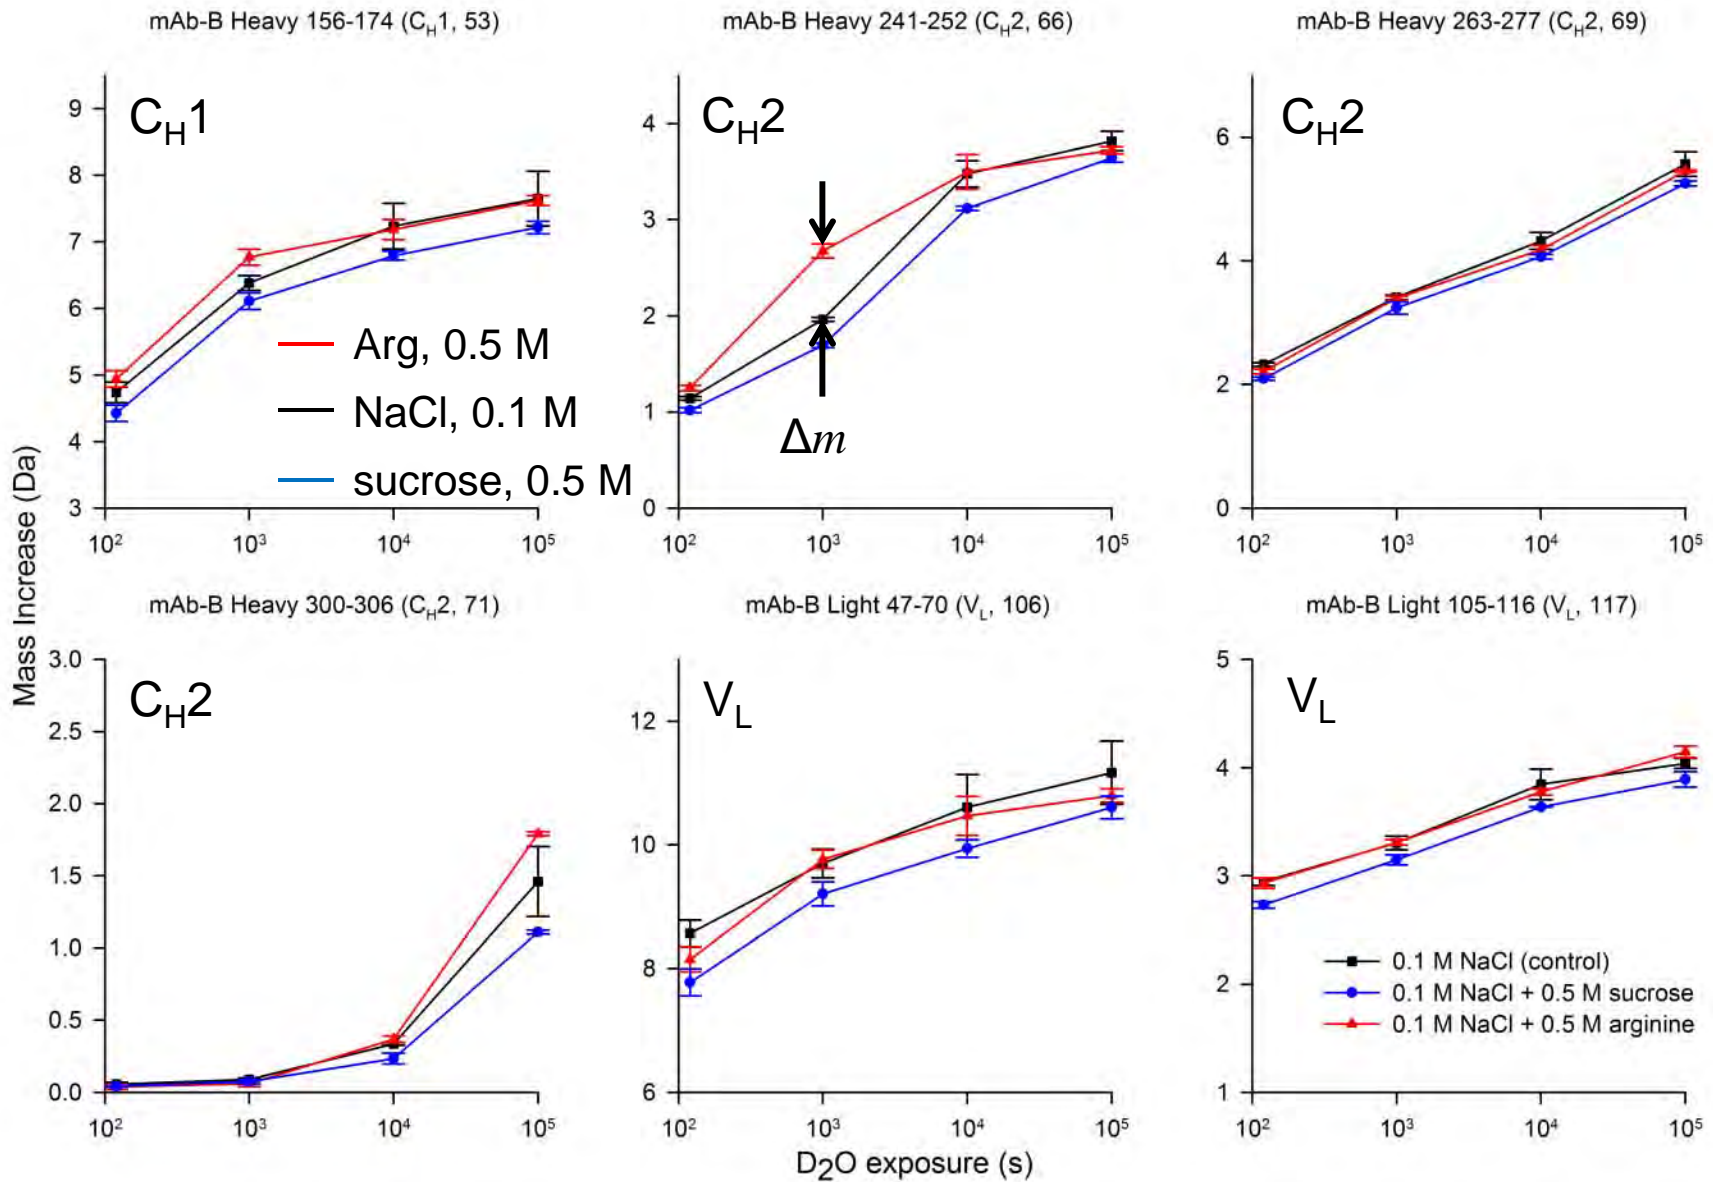 mAb-B Heavy 156-174 (CH1, 53)
mAb-B Heavy 241-252 (CH2, 66)
mAb-B Heavy 263-277 (CH2, 69)
CH1
CH2
CH2
9
8
7
6
5
4
3
4
3
2
1
0
6
4
2
0
Arg, 0.5 M
NaCl, 0.1 M
sucrose, 0.5 M
Δm
10² 10³ 10⁴ 10⁵
10² 10³ 10⁴ 10⁵
10² 10³ 10⁴ 10⁵
Mass Increase (Da)
mAb-B Heavy 300-306 (CH2, 71)
mAb-B Light 47-70 (VL, 106)
mAb-B Light 105-116 (VL, 117)
CH2
VL
VL
3.0
2.5
2.0
1.5
1.0
0.5
0.0
12
10
8
6
5
4
3
2
1
0.1 M NaCl (control)
0.1 M NaCl + 0.5 M sucrose
0.1 M NaCl + 0.5 M arginine
10² 10³ 10⁴ 10⁵
10² 10³ 10⁴ 10⁵
10² 10³ 10⁴ 10⁵
D₂O exposure (s)